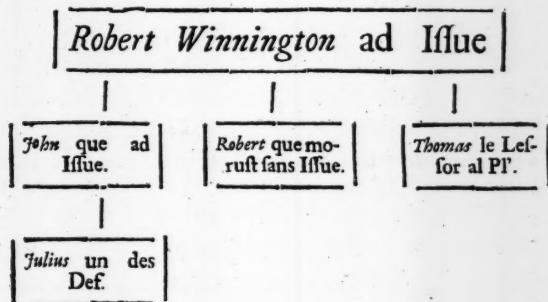 Robert Winnington ad Iſſue
John que ad
Iſſue.
Robert que mo-
ruſt ſans Iſſue.
Thomas le Leſ-
ſor al Pl'.
Julius un des
Def.